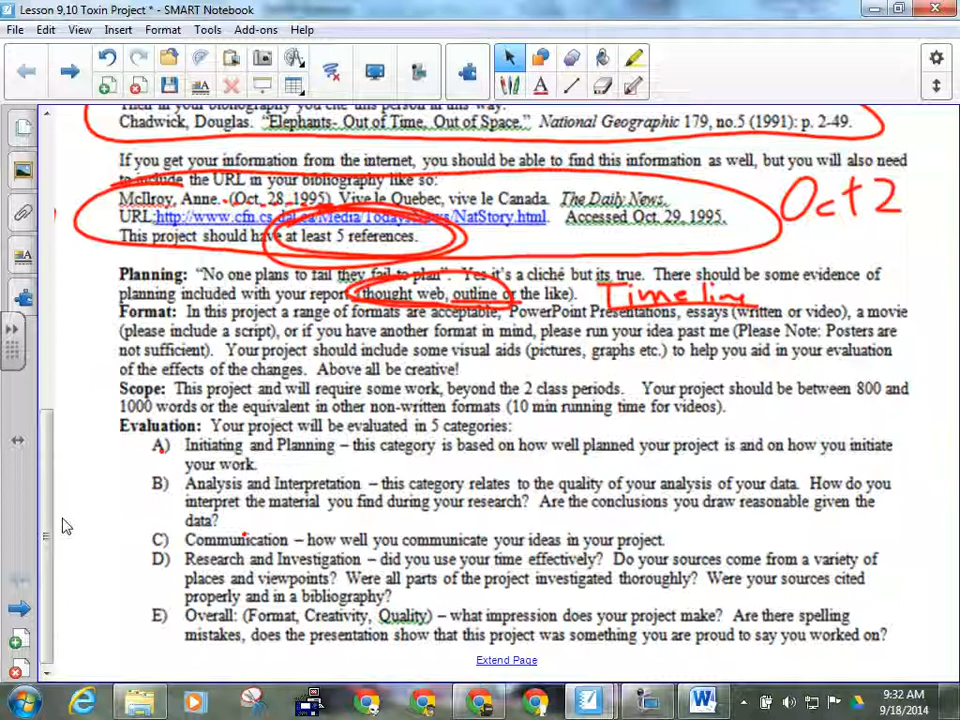 Lesson 9,10 Toxin Project * - SMART Notebook
File Edit View Insert Format Tools Add-ons Help
Then in your bibliography you cite this person in this way:
Chadwick, Douglas. "Elephants- Out of Time, Out of Space." National Geographic 179, no.5 (1991): p. 2-49.
If you get your information from the internet, you should be able to find this information as well, but you will also need
to include the URL in your bibliography like so:
McIlroy, Anne. (Oct. 28, 1995) Vive le Quebec, vive le Canada. The Daily News.
Oct 2
URL:http://www.cfn.cs.dal.ca/Media/TodaysNews/NatStory.html. Accessed Oct. 29, 1995.
This project should have at least 5 references.
Planning: "No one plans to fail they fail to plan". Yes it's a cliché but its true. There should be some evidence of
planning included with your report (thought web, outline or the like). Timeline
Format: In this project a range of formats are acceptable, PowerPoint Presentations, essays (written or video), a movie
(please include a script), or if you have another format in mind, please run your idea past me (Please Note: Posters are
not sufficient). Your project should include some visual aids (pictures, graphs etc.) to help you aid in your evaluation
of the effects of the changes. Above all be creative!
Scope: This project and will require some work, beyond the 2 class periods. Your project should be between 800 and
1000 words or the equivalent in other non-written formats (10 min running time for videos).
Evaluation: Your project will be evaluated in 5 categories:
A) Initiating and Planning – this category is based on how well planned your project is and on how you initiate
your work.
B) Analysis and Interpretation – this category relates to the quality of your analysis of your data. How do you
interpret the material you find during your research? Are the conclusions you draw reasonable given the
data?
C) Communication – how well you communicate your ideas in your project.
D) Research and Investigation – did you use your time effectively? Do your sources come from a variety of
places and viewpoints? Were all parts of the project investigated thoroughly? Were your sources cited
properly and in a bibliography?
E) Overall: (Format, Creativity, Quality) – what impression does your project make? Are there spelling
mistakes, does the presentation show that this project was something you are proud to say you worked on?
Extend Page
9:32 AM
9/18/2014